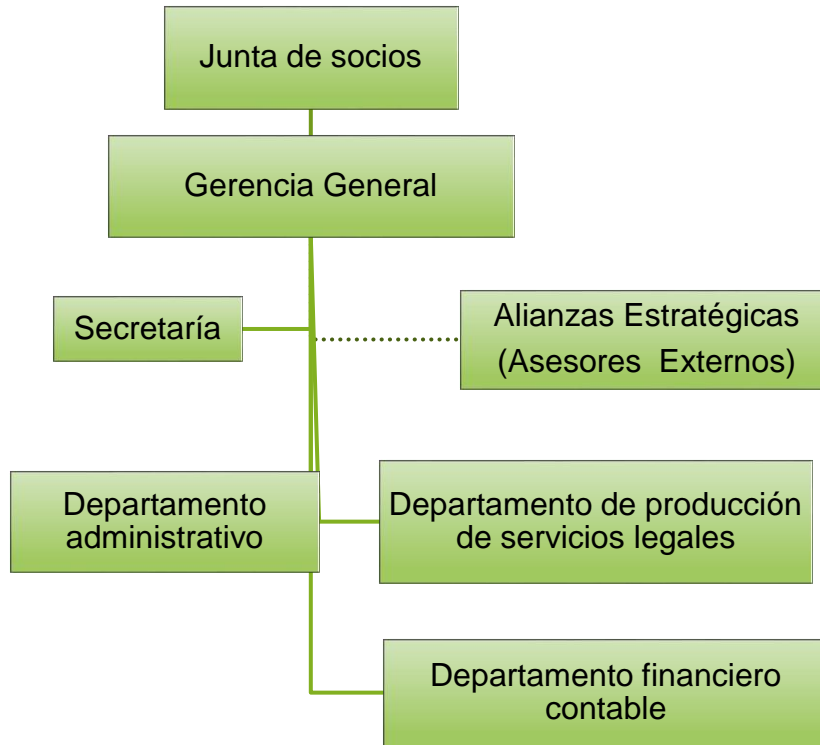 Junta de socios
Gerencia General
Secretaría
Alianzas Estratégicas
(Asesores Externos)
Departamento
administrativo
Departamento de producción
de servicios legales
Departamento financiero
contable